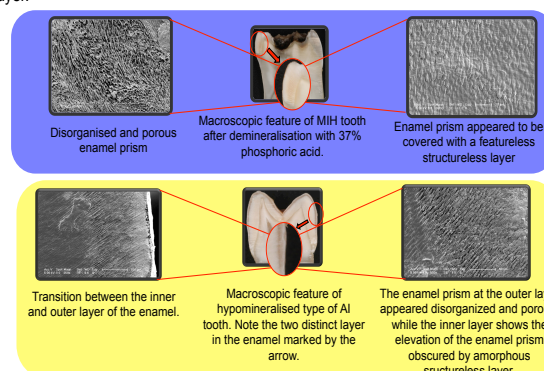 Disorganised and porous
enamel prism
Macroscopic feature of MIH tooth
after demineralisation with 37%
phosphoric acid.
Enamel prism appeared to be
covered with a featureless
structureless layer
Transition between the inner
and outer layer of the enamel.
Macroscopic feature of
hypomineralised type of AI
tooth. Note the two distinct layer
in the enamel marked by the
arrow.
The enamel prism at the outer
appeared disorganized and
while the inner layer shows
elevation of the enamel prism
obscured by amorphous
sructureless layer